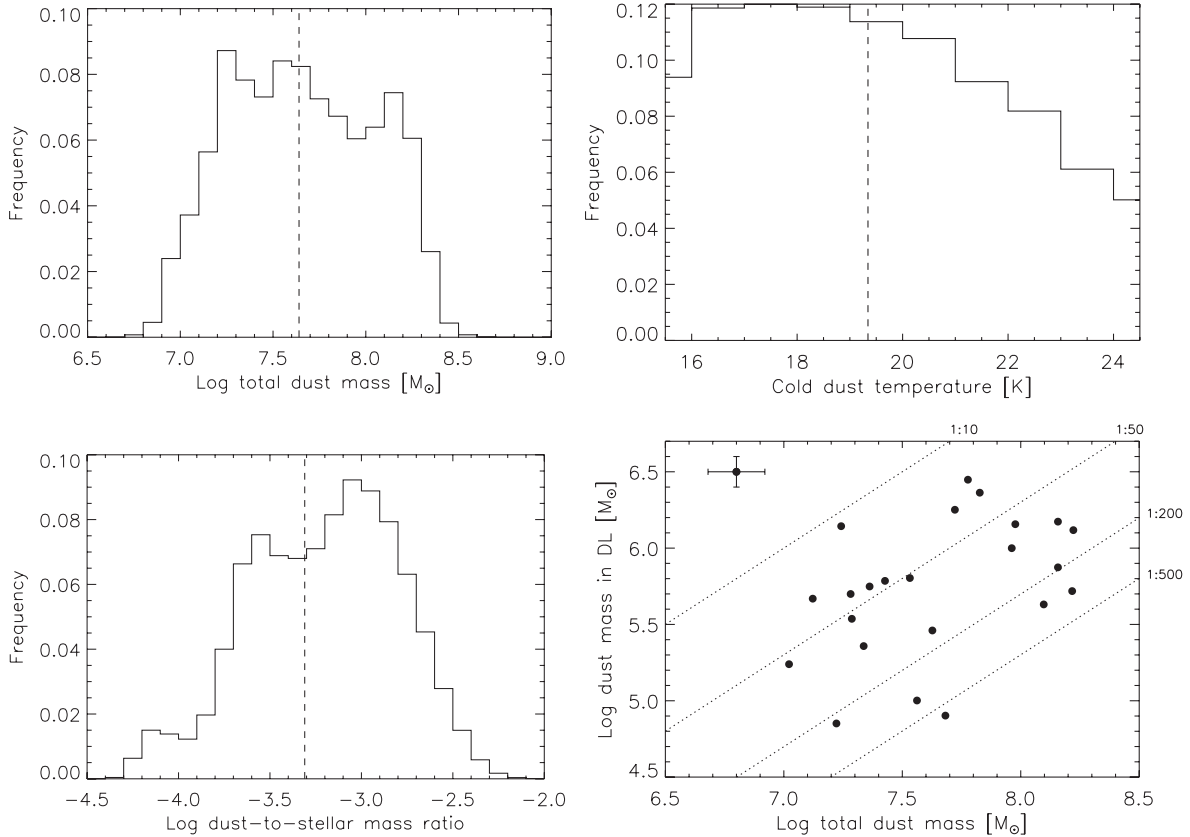 0.10
0.08
0.06
0.04
0.02
0.00
Frequency
6.5 7.0 7.5 8.0 8.5 9.0
Log total dust mass [M⊙]
0.12
0.10
0.08
0.06
0.04
0.02
0.00
Frequency
16 18 20 22 24
Cold dust temperature [K]
0.10
0.08
0.06
0.04
0.02
0.00
Frequency
−4.5 −4.0 −3.5 −3.0 −2.5 −2.0
Log dust−to−stellar mass ratio
1:10 1:50
1:200
1:500
6.5
6.0
5.5
5.0
4.5
Log dust mass in DL [M⊙]
6.5 7.0 7.5 8.0 8.5
Log total dust mass [M⊙]